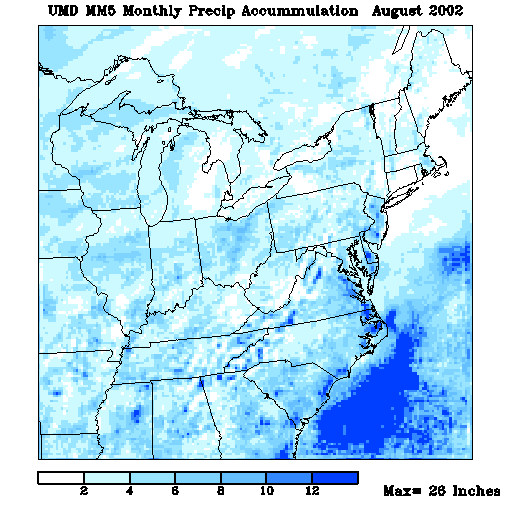 UMD MM5 Monthly Precip Accummulation August 2002
2 4 6 8 10 12
Max= 26 Inches